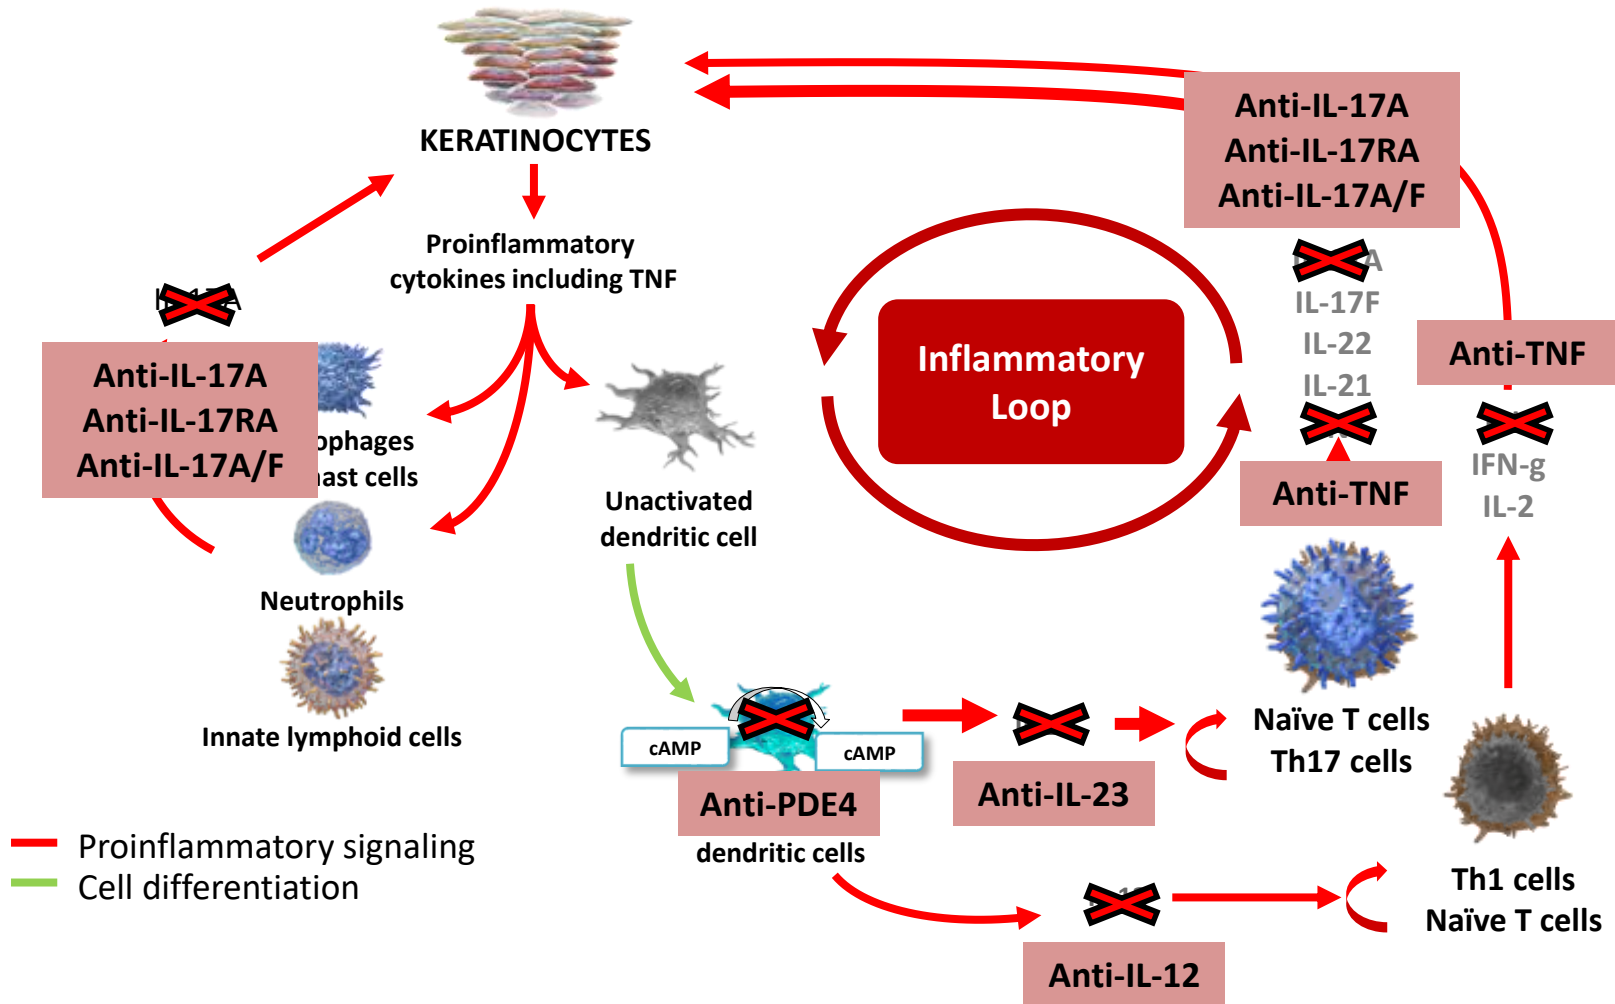 KERATINOCYTES
Proinflammatory
cytokines including TNF
Anti-IL-17A
Anti-IL-17RA
Anti-IL-17A/F
mast cells
Neutrophils
Innate lymphoid cells
Unactivated
dendritic cell
Inflammatory
Loop
Anti-IL-17A
Anti-IL-17RA
Anti-IL-17A/F
IL-17F
IL-22
IL-21
Anti-TNF
Anti-TNF
IFN-g
IL-2
Naïve T cells
Th17 cells
cAMP
cAMP
Anti-PDE4
dendritic cells
Anti-IL-23
Anti-IL-12
Th1 cells
Naïve T cells
Proinflammatory signaling
Cell differentiation